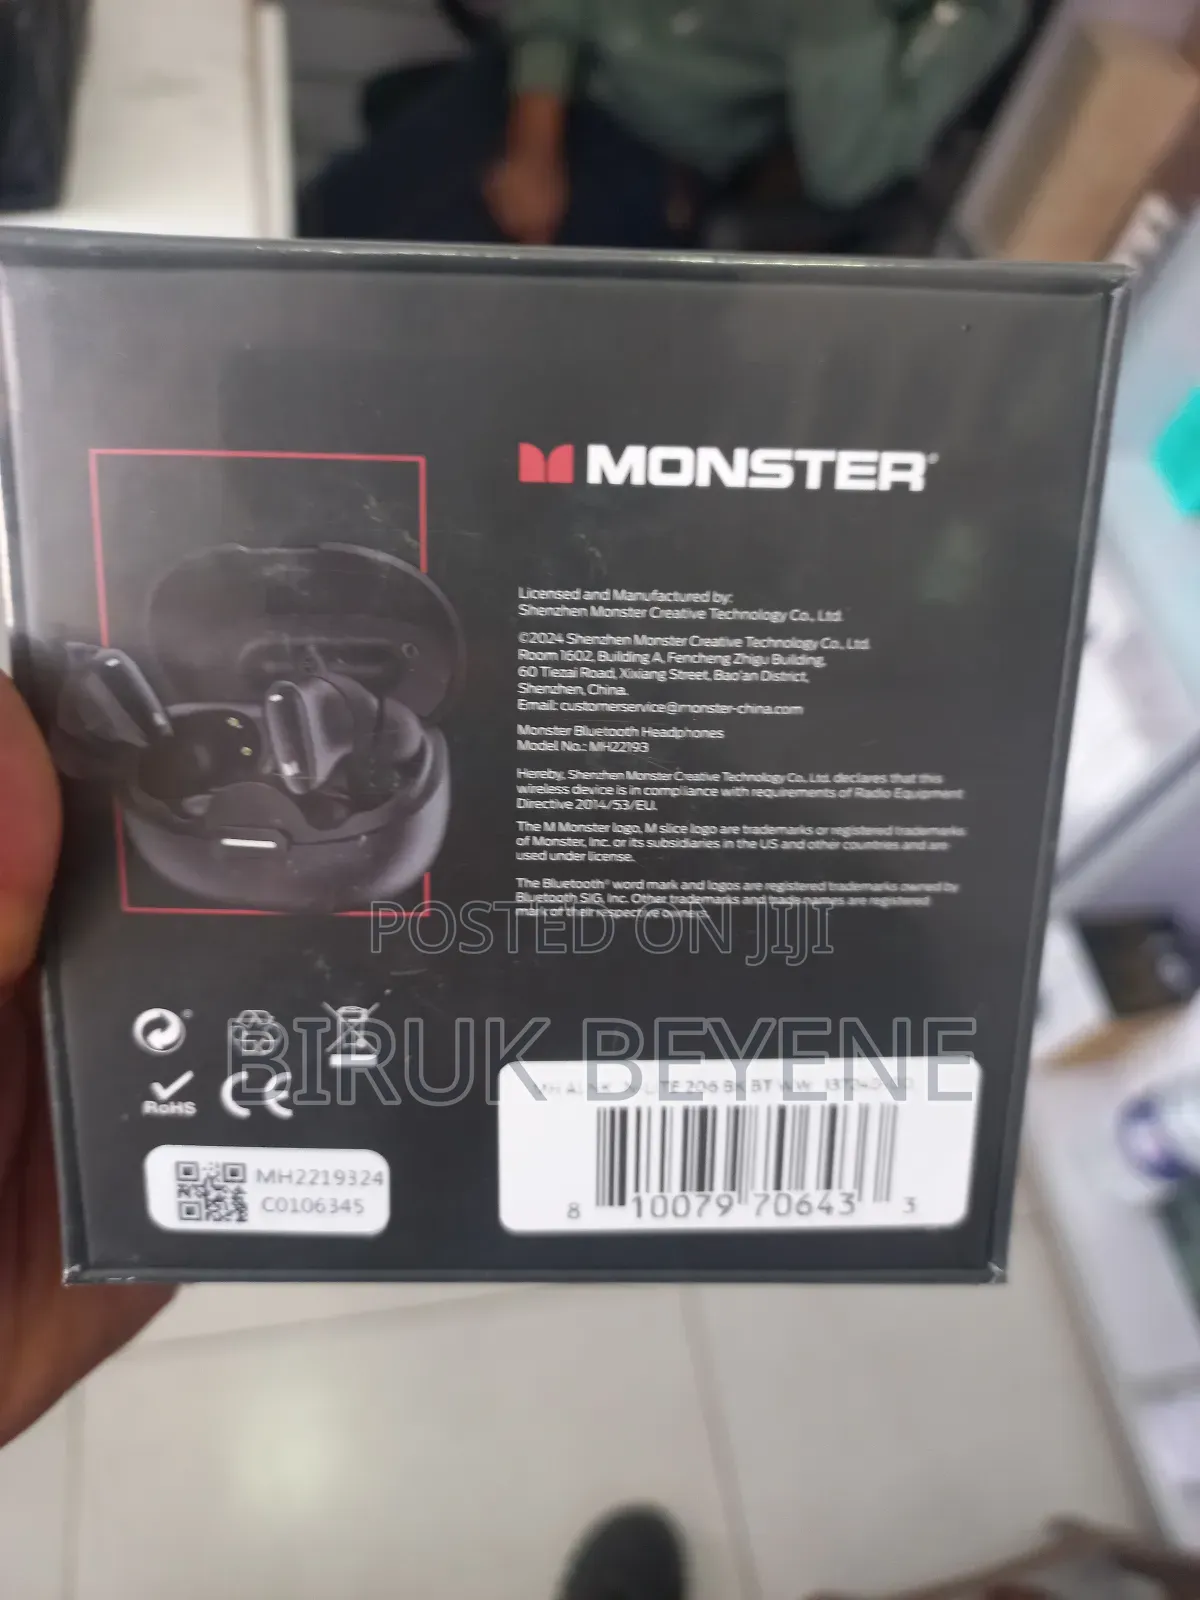 MONSTER
Licensed and Manufactured by:
Shenzhen Monster Creative Technology Co., Ltd.
©2024 Shenzhen Monster Creative Technology Co., Ltd.
Room 1602, Building A, Fencheng Zhigu Building,
60 Tiezai Road, Xixiang Street, Bao'an District,
Shenzhen, China.
Email: customerservice@monster-china.com
Monster Bluetooth Headphones
Model No.: MH22193
Hereby, Shenzhen Monster Creative Technology Co., Ltd. declares that this
wireless device is in compliance with requirements of Radio Equipment
Directive 2014/53/EU.
The M Monster logo, M slice logo are trademarks or registered trademarks
of Monster, Inc. or its subsidiaries in the US and other countries and are
used under license.
The Bluetooth® word mark and logos are registered trademarks owned by
Bluetooth SIG, Inc. Other trademarks and trade names are registered
mark of their respective owners.
POSTED ON JIJI
BIRUK BEYENE
RoHS
CE
LITE 206 BK BT WW
MH2219324
C0106345
8 10079 70643 3